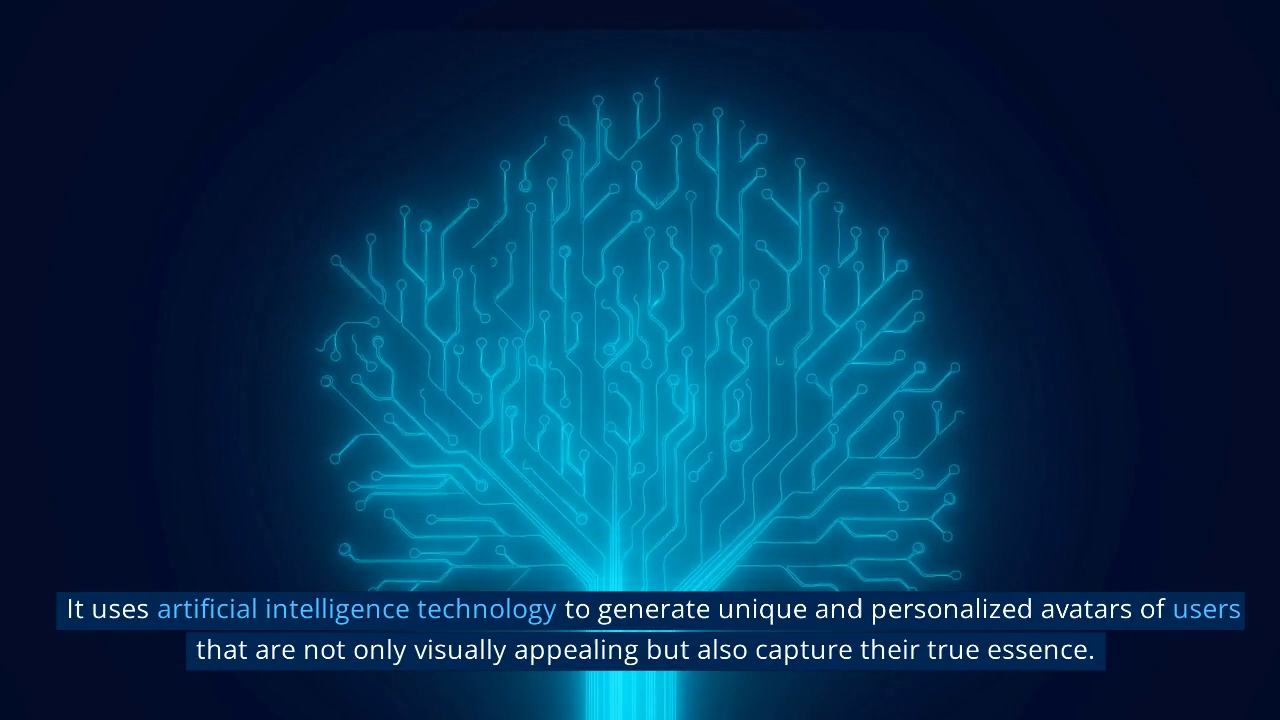 It uses artificial intelligence technology to generate unique and personalized avatars of users
that are not only visually appealing but also capture their true essence.